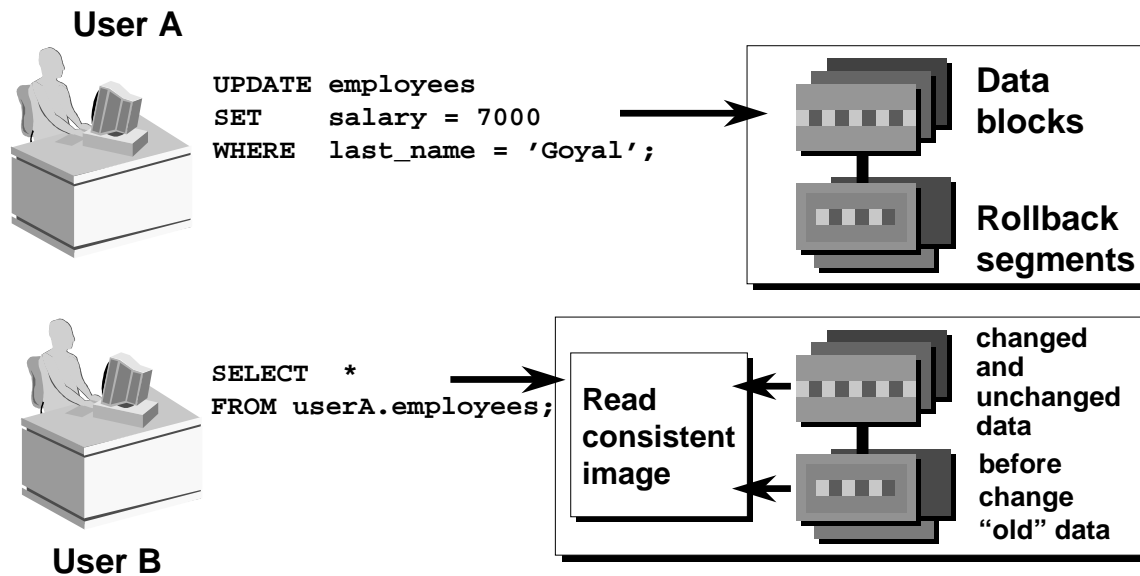 User A
UPDATE employees
SET salary = 7000
WHERE last_name = ’Goyal’;
Data
blocks
Rollback
segments
SELECT *
FROM userA.employees;
Read
consistent
image
changed
and
unchanged
data
before
change
“old” data
User B